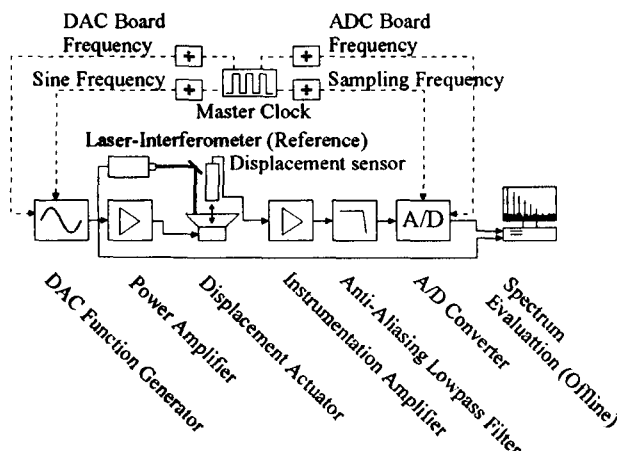 DAC Board
Frequency
ADC Board
Frequency
Sine Frequency
Sampling Frequency
Master Clock
Laser-Interferometer (Reference)
Displacement sensor
A/D
DAC Function Generator
Power Amplifier
Displacement Actuator
Instrumentation Amplifier
Anti-Aliasing Lowpass Filter
A/D Converter
Spectrum
Evaluattion (Offline)